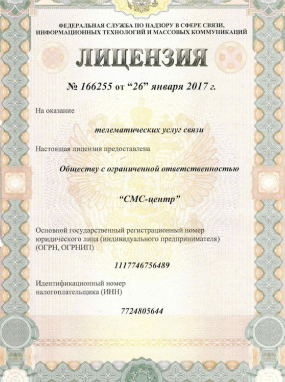 ФЕДЕРАЛЬНАЯ СЛУЖБА ПО НАДЗОРУ В СФЕРЕ СВЯЗИ,
ИНФОРМАЦИОННЫХ ТЕХНОЛОГИЙ И МАССОВЫХ КОММУНИКАЦИЙ
ЛИЦЕНЗИЯ
№ 166255 от “26” января 2017 г.
На оказание
телематических услуг связи
Настоящая лицензия предоставлена
Обществу с ограниченной ответственностью
“СМС-центр”
Основной государственный регистрационный номер
юридического лица (индивидуального предпринимателя)
(ОГРН, ОГРНИП)
1117746756489
Идентификационный номер
налогоплательщика (ИНН)
7724805644